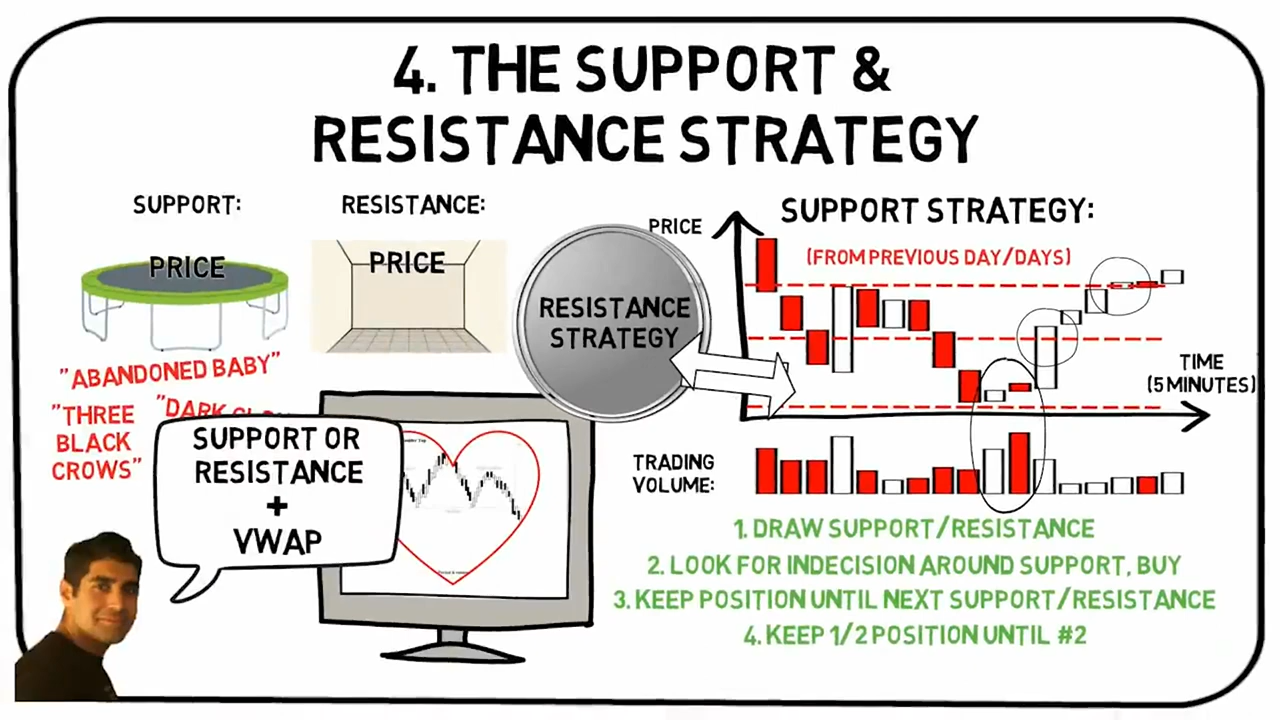 4. THE SUPPORT &
RESISTANCE STRATEGY
SUPPORT:
PRICE
RESISTANCE:
PRICE
"ABANDONED BABY"
"THREE
BLACK
CROWS"
"DARK
SUPPORT OR
RESISTANCE
+
VWAP
RESISTANCE
STRATEGY
SUPPORT STRATEGY:
PRICE
(FROM PREVIOUS DAY/DAYS)
TIME
(5 MINUTES)
TRADING
VOLUME:
1. DRAW SUPPORT/RESISTANCE
2. LOOK FOR INDECISION AROUND SUPPORT, BUY
3. KEEP POSITION UNTIL NEXT SUPPORT/RESISTANCE
4. KEEP 1/2 POSITION UNTIL #2